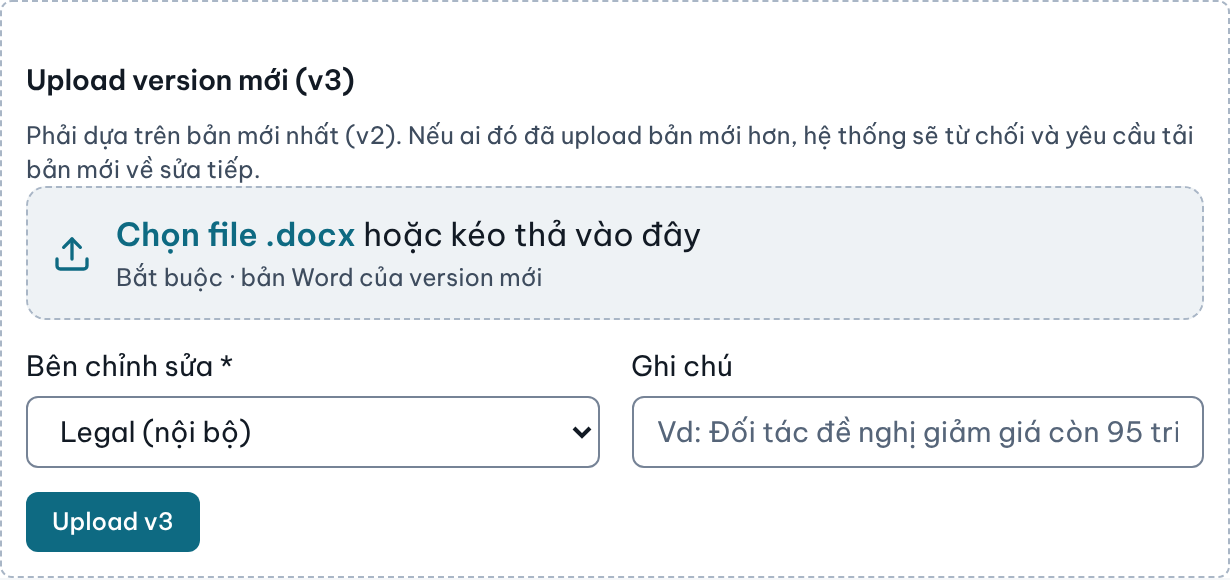 Upload version mới (v3)
Phải dựa trên bản mới nhất (v2). Nếu ai đó đã upload bản mới hơn, hệ thống sẽ từ chối và yêu cầu tải
bản mới về sửa tiếp.
Chọn file .docx hoặc kéo thả vào đây
Bắt buộc · bản Word của version mới
Bên chỉnh sửa *
Ghi chú
Legal (nội bộ)
Vd: Đối tác đề nghị giảm giá còn 95 tri
Upload v3